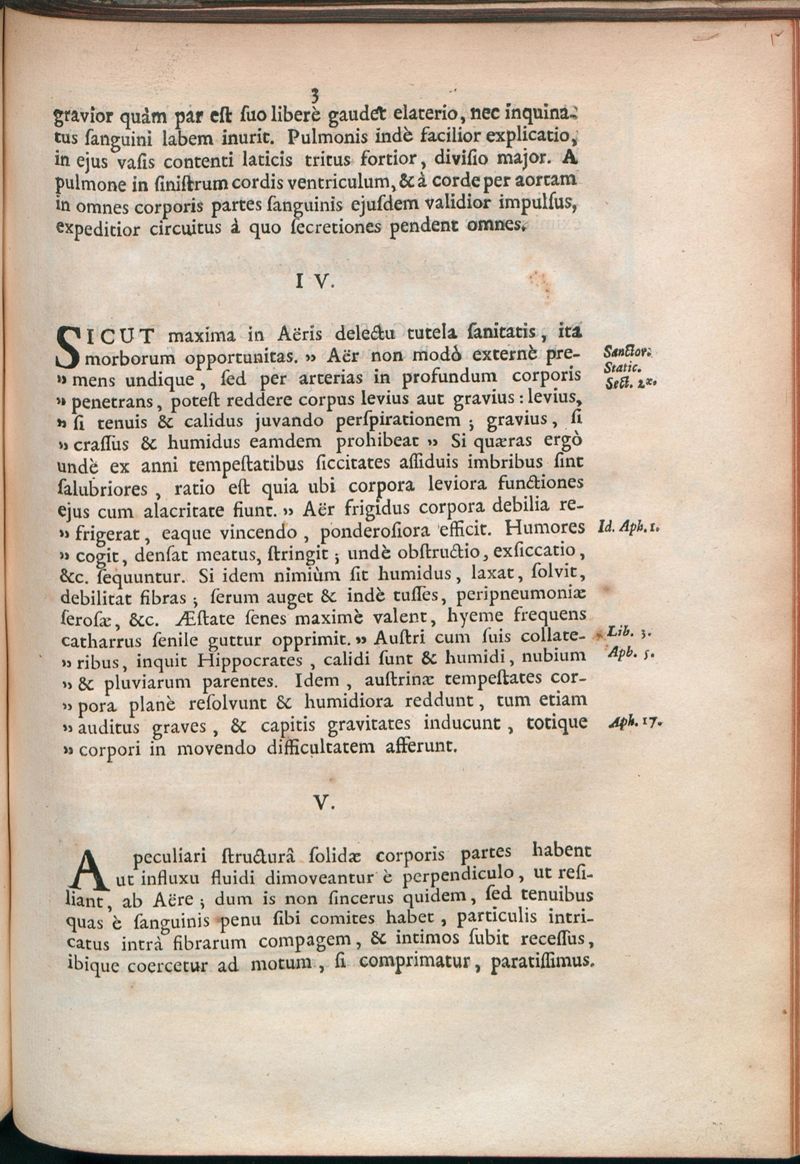 3
gravior quàm par eſt ſuo liberè gaudet elaterio, nec inquina-
tus ſanguini labem inurit. Pulmonis indè facilior explicatio,
in ejus vaſis contenti laticis tritus fortior, diviſio major. A
pulmone in ſiniſtrum cordis ventriculum, & à corde per aortam
in omnes corporis partes ſanguinis ejuſdem validior impulſus,
expeditior circuitus à quo ſecretiones pendent omnes.
IV.
SICUT maxima in Aëris delectu tutela ſanitatis, ita
morborum opportunitas. » Aër non modò externè pre-
» mens undique, ſed per arterias in profundum corporis
» penetrans, poteſt reddere corpus levius aut gravius : levius,
» ſi tenuis & calidus juvando perſpirationem ; gravius, ſi
» craſſus & humidus eamdem prohibeat » Si quæras ergò
undè ex anni tempeſtatibus ſiccitates aſſiduis imbribus ſint
ſalubriores, ratio eſt quia ubi corpora leviora functiones
ejus cum alacritate fiunt. » Aër frigidus corpora debilia re-
» frigerat, eaque vincendo, ponderoſiora efficit. Humores
» cogit, denſat meatus, ſtringit ; undè obſtructio, exſiccatio,
&c. ſequuntur. Si idem nimiùm ſit humidus, laxat, ſolvit,
debilitat fibras ; ſerum auget & indè tuſſes, peripneumoniæ
ſeroſæ, &c. Æſtate ſenes maximè valent, hyeme frequens
catharrus ſenile guttur opprimit. » Auſtri cum ſuis collate-
» ribus, inquit Hippocrates, calidi ſunt & humidi, nubium
» & pluviarum parentes. Idem, auſtrinæ tempeſtates cor-
» pora planè reſolvunt & humidiora reddunt, tum etiam
» auditus graves, & capitis gravitates inducunt, totique
» corpori in movendo difficultatem afferunt.
Sanctor.
Static.
Sect. 2ª.
Id. Aph. 1.
Lib. 3.
Aph. 5.
Aph. 17.
V.
A peculiari ſtructurâ ſolidæ corporis partes habent
ut influxu fluidi dimoveantur è perpendiculo, ut reſi-
liant, ab Aëre ; dum is non ſincerus quidem, ſed tenuibus
quas è ſanguinis penu ſibi comites habet, particulis intri-
catus intrà fibrarum compagem, & intimos ſubit receſſus,
ibique coercetur ad motum, ſi comprimatur, paratiſſimus.